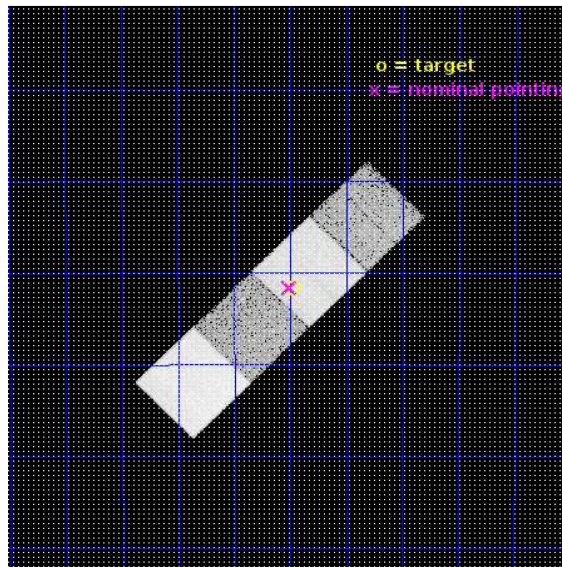 o = target
x = nominal pointing